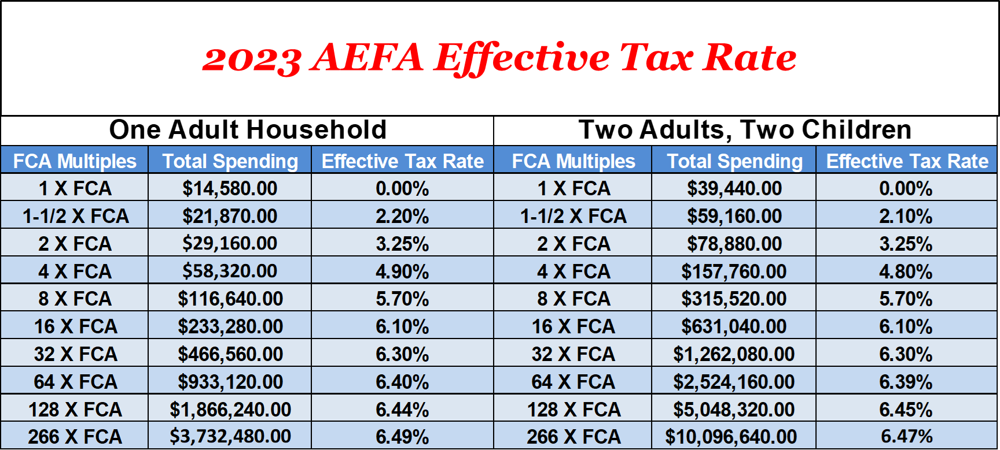 2023 AEFA Effective Tax Rate
One Adult Household Two Adults, Two Children
FCA Multiples Total Spending Effective Tax Rate FCA Multiples Total Spending Effective Tax Rate
1 X FCA $14,580.00 0.00% 1 X FCA $39,440.00 0.00%
1-1/2 X FCA $21,870.00 2.20% 1-1/2 X FCA $59,160.00 2.10%
2 X FCA $29,160.00 3.25% 2 X FCA $78,880.00 3.25%
4 X FCA $58,320.00 4.90% 4 X FCA $157,760.00 4.80%
8 X FCA $116,640.00 5.70% 8 X FCA $315,520.00 5.70%
16 X FCA $233,280.00 6.10% 16 X FCA $631,040.00 6.10%
32 X FCA $466,560.00 6.30% 32 X FCA $1,262,080.00 6.30%
64 X FCA $933,120.00 6.40% 64 X FCA $2,524,160.00 6.39%
128 X FCA $1,866,240.00 6.44% 128 X FCA $5,048,320.00 6.45%
266 X FCA $3,732,480.00 6.49% 266 X FCA $10,096,640.00 6.47%